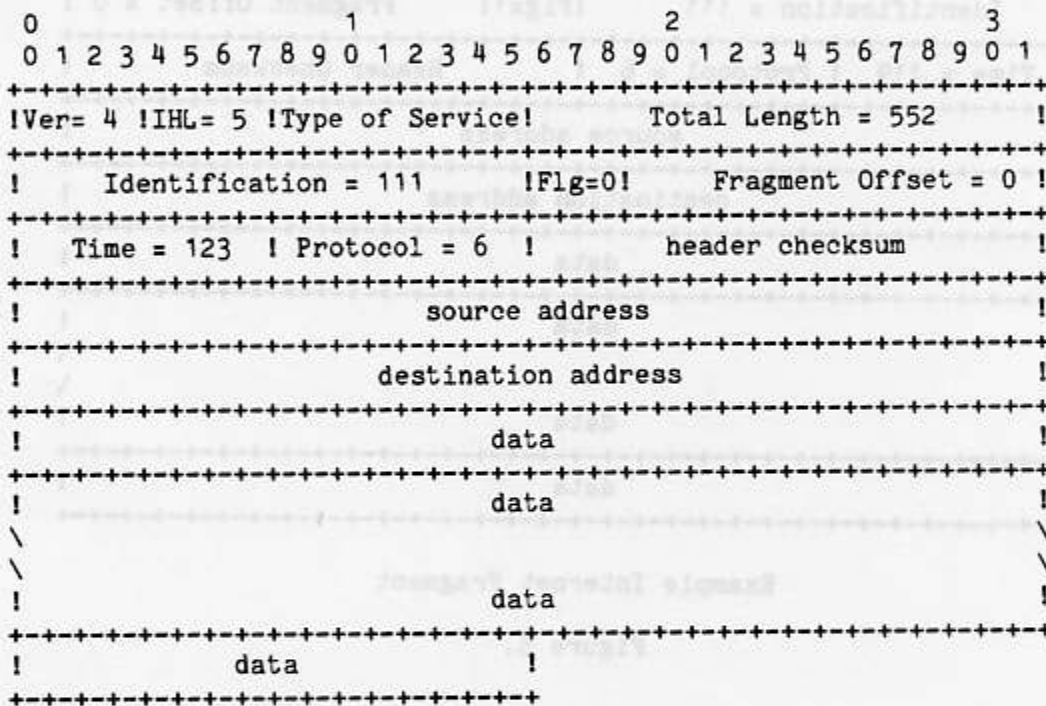 0 1 2 3
0 1 2 3 4 5 6 7 8 9 0 1 2 3 4 5 6 7 8 9 0 1 2 3 4 5 6 7 8 9 0 1
+-+-+-+-+-+-+-+-+-+-+-+-+-+-+-+-+-+-+-+-+-+-+-+-+-+-+-+-+-+-+-+-+
!Ver= 4 !IHL= 5 !Type of Service! Total Length = 552 !
+-+-+-+-+-+-+-+-+-+-+-+-+-+-+-+-+-+-+-+-+-+-+-+-+-+-+-+-+-+-+-+-+
! Identification = 111 !Flg=0! Fragment Offset = 0 !
+-+-+-+-+-+-+-+-+-+-+-+-+-+-+-+-+-+-+-+-+-+-+-+-+-+-+-+-+-+-+-+-+
! Time = 123 ! Protocol = 6 ! header checksum !
+-+-+-+-+-+-+-+-+-+-+-+-+-+-+-+-+-+-+-+-+-+-+-+-+-+-+-+-+-+-+-+-+
! source address !
+-+-+-+-+-+-+-+-+-+-+-+-+-+-+-+-+-+-+-+-+-+-+-+-+-+-+-+-+-+-+-+-+
! destination address !
+-+-+-+-+-+-+-+-+-+-+-+-+-+-+-+-+-+-+-+-+-+-+-+-+-+-+-+-+-+-+-+-+
! data !
+-+-+-+-+-+-+-+-+-+-+-+-+-+-+-+-+-+-+-+-+-+-+-+-+-+-+-+-+-+-+-+-+
! data !
\ \
\ \
! data !
+-+-+-+-+-+-+-+-+-+-+-+-+-+-+-+-+-+-+-+-+-+-+-+-+-+-+-+-+-+-+-+-+
! data !
+-+-+-+-+-+-+-+-+-+-+-+-+-+-+-+-+